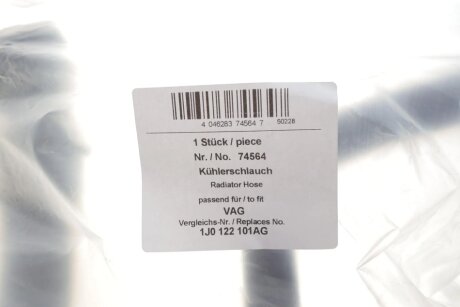 4 046283 74564 7 50228
1 Stück / piece
Nr. / No. 74564
Kühlerschlauch
Radiator Hose
passend für / to fit
VAG
Vergleichs-Nr. / Replaces No.
1J0 122 101AG